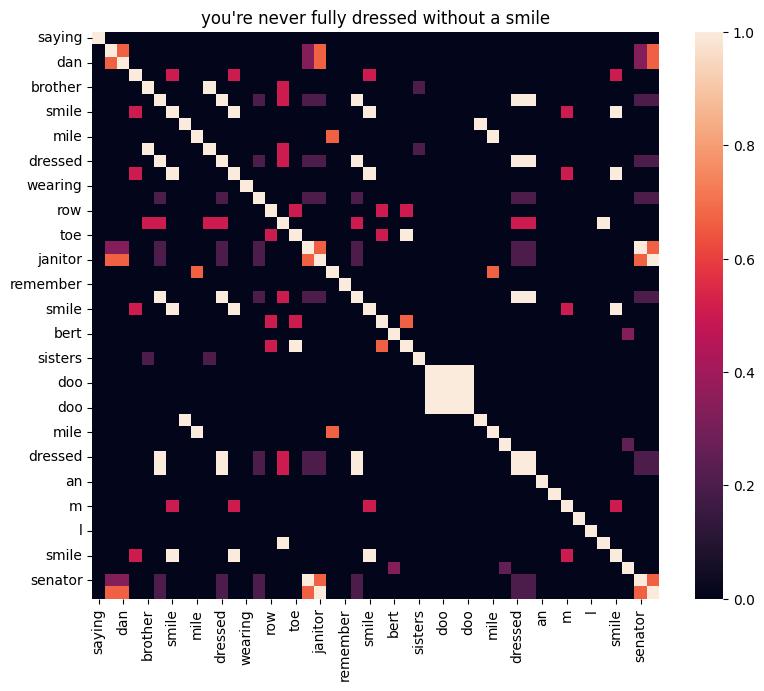 you're never fully dressed without a smile
saying
dan
brother
smile
mile
dressed
wearing
row
toe
janitor
remember
smile
bert
sisters
doo
doo
mile
dressed
an
m
l
smile
senator
1.0
0.8
0.6
0.4
0.2
0.0
saying
dan
brother
smile
mile
dressed
wearing
row
toe
janitor
remember
smile
bert
sisters
doo
doo
mile
dressed
an
m
l
smile
senator